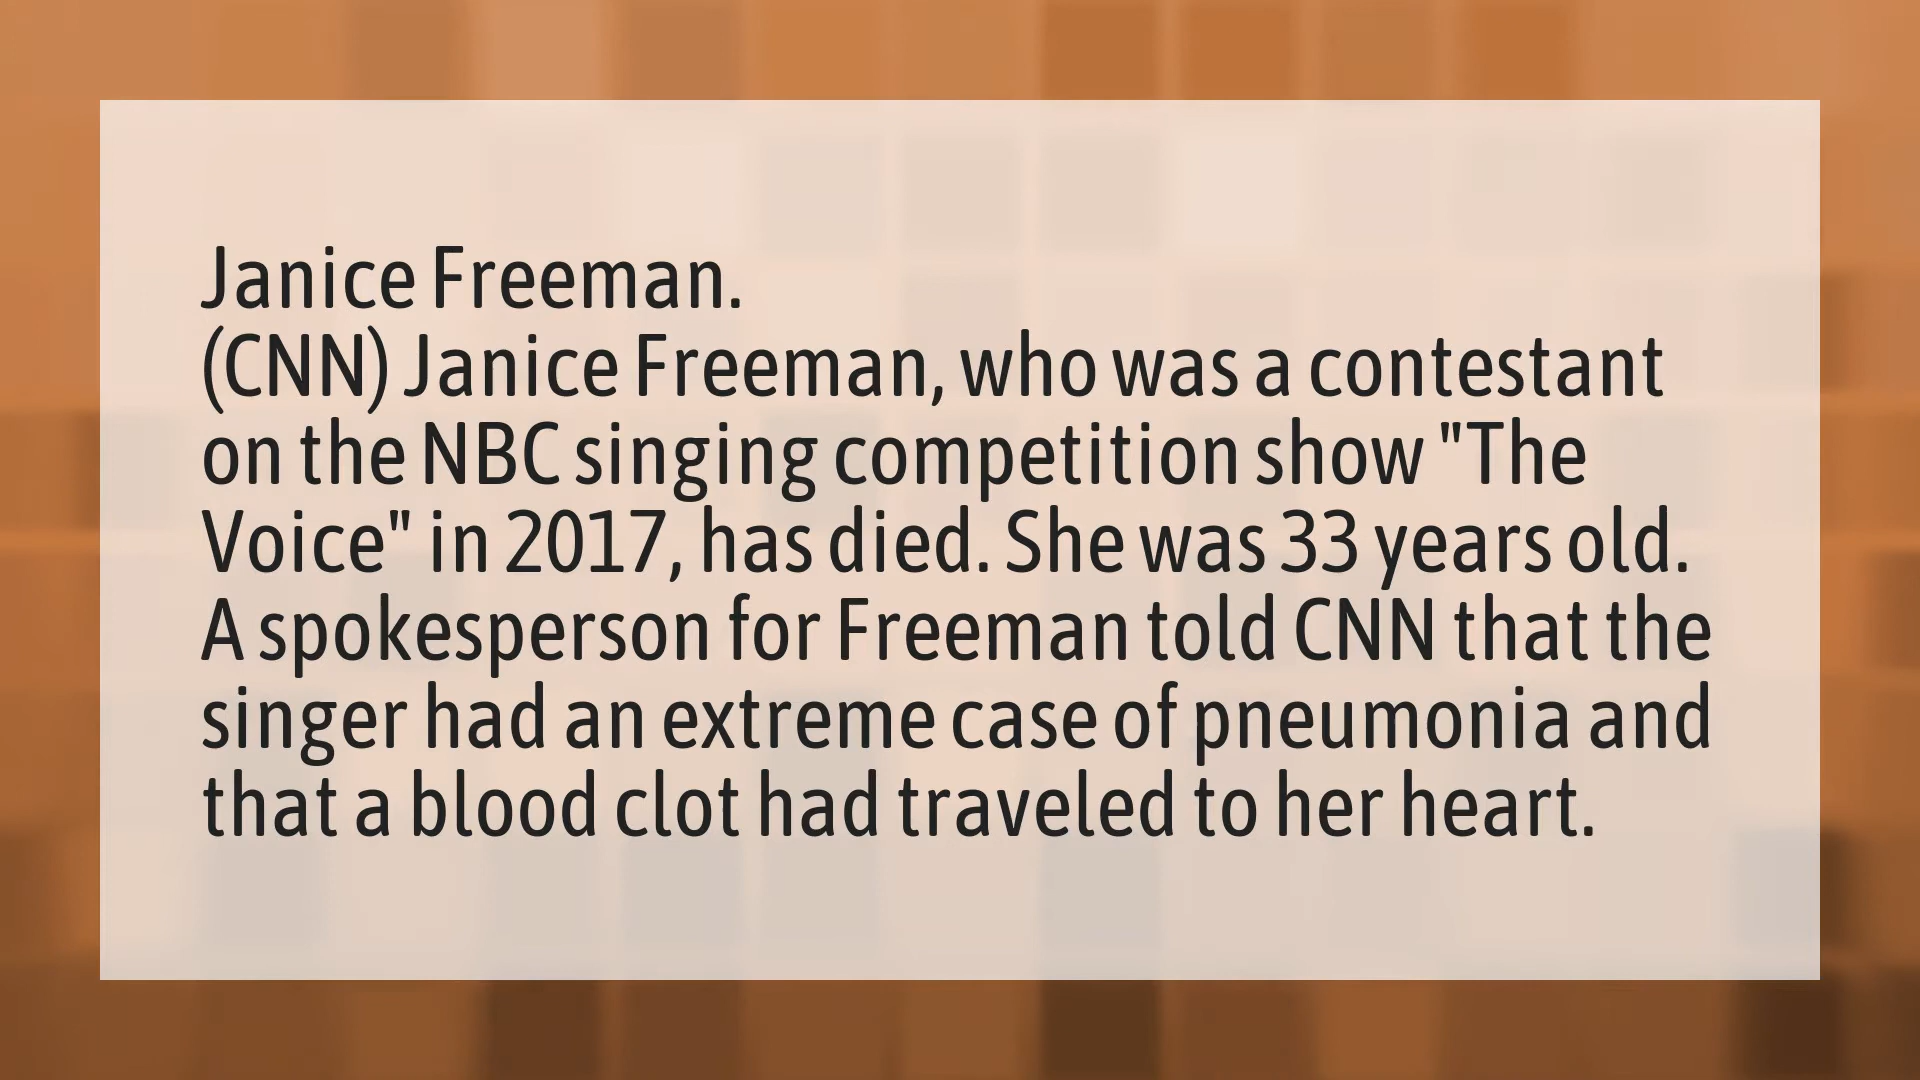 Janice Freeman.
(CNN) Janice Freeman, who was a contestant
on the NBC singing competition show "The
Voice" in 2017, has died. She was 33 years old.
A spokesperson for Freeman told CNN that the
singer had an extreme case of pneumonia and
that a blood clot had traveled to her heart.